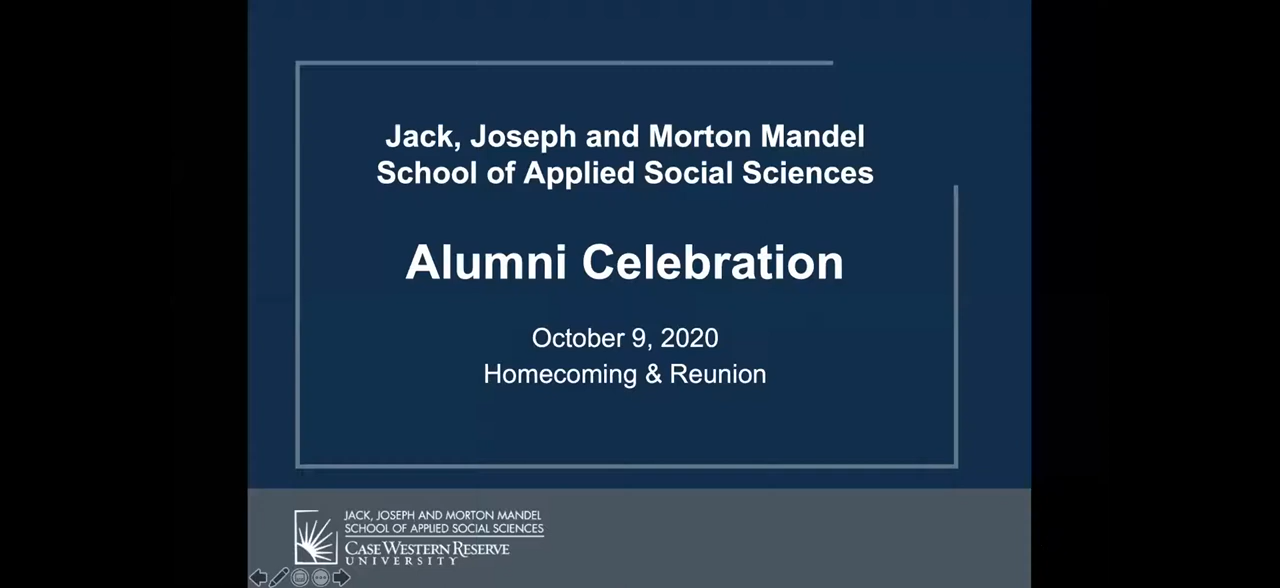 Jack, Joseph and Morton Mandel
School of Applied Social Sciences
Alumni Celebration
October 9, 2020
Homecoming & Reunion
JACK, JOSEPH AND MORTON MANDEL
SCHOOL OF APPLIED SOCIAL SCIENCES
CASE WESTERN RESERVE
UNIVERSITY